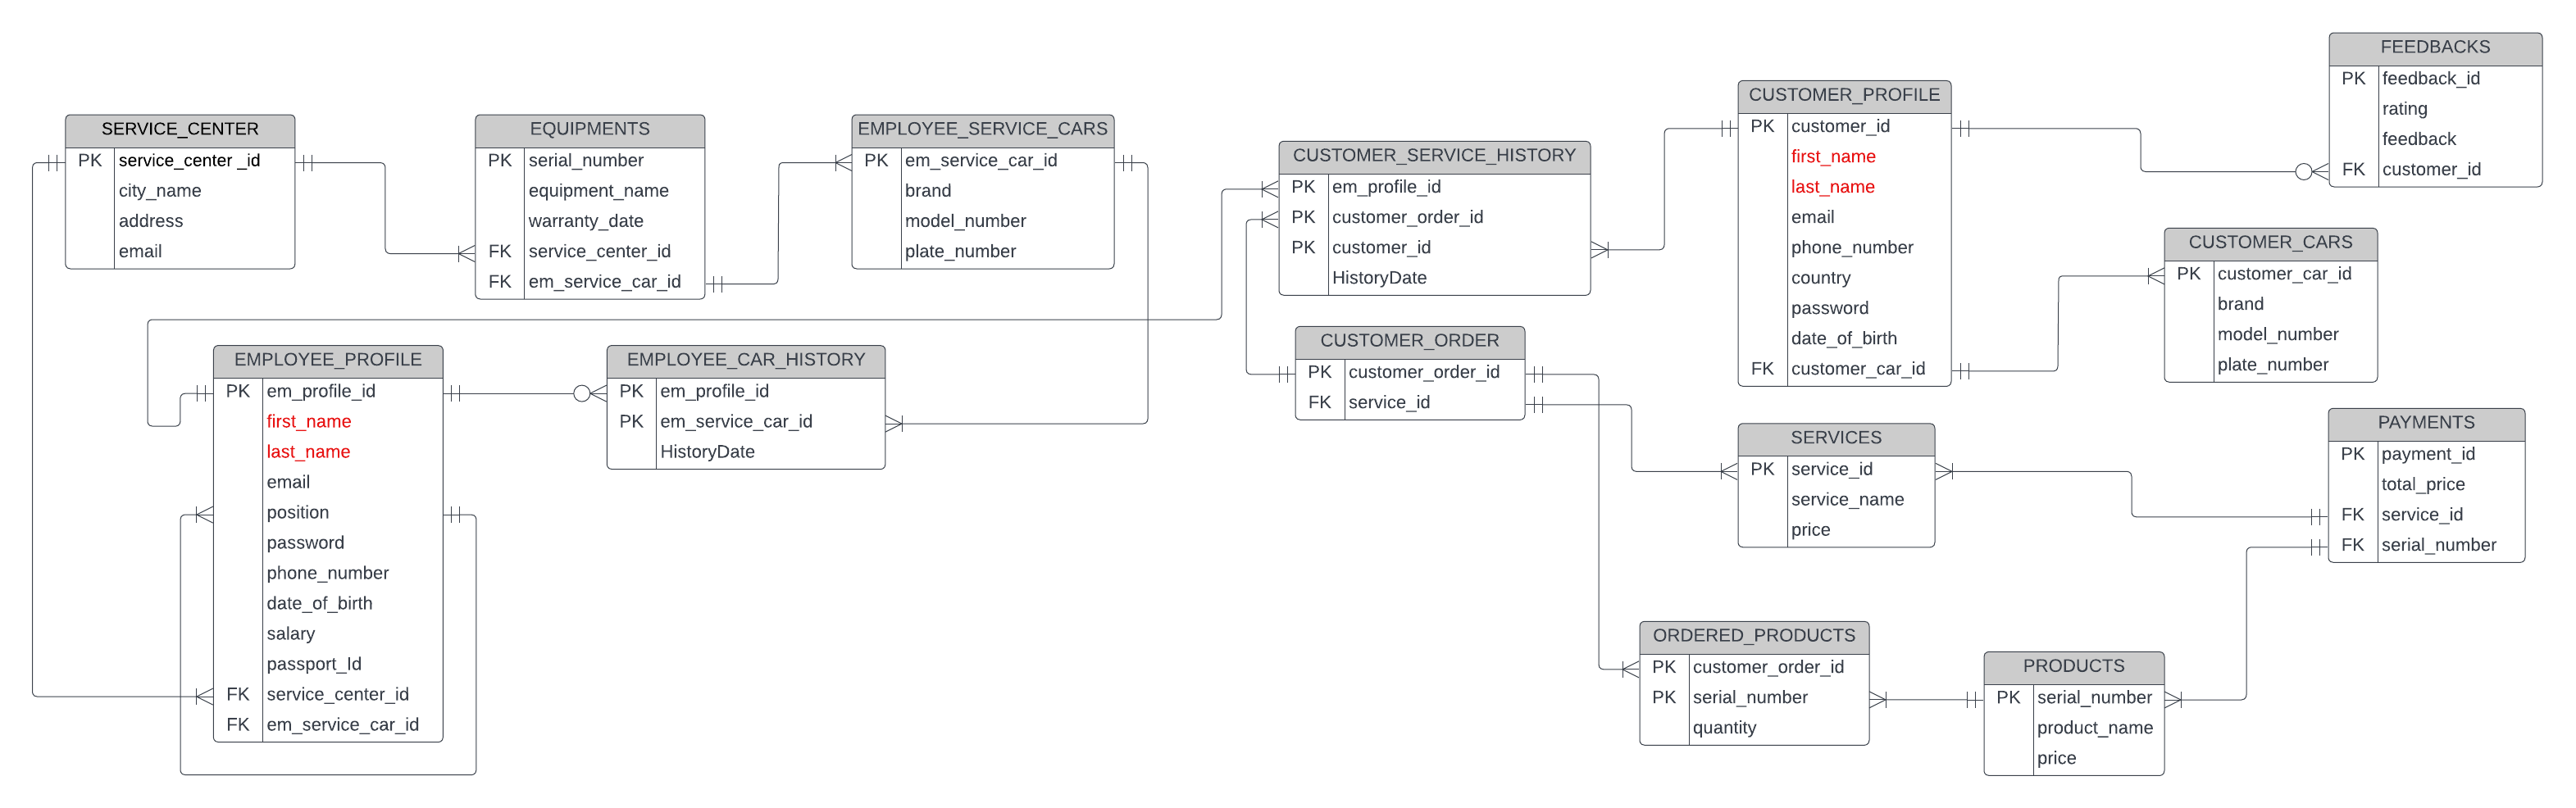 SERVICE_CENTER
PK service_center _id
city_name
address
email
EQUIPMENTS
PK serial_number
equipment_name
warranty_date
FK service_center_id
FK em_service_car_id
EMPLOYEE_SERVICE_CARS
PK em_service_car_id
brand
model_number
plate_number
CUSTOMER_SERVICE_HISTORY
PK em_profile_id
PK customer_order_id
PK customer_id
HistoryDate
CUSTOMER_PROFILE
PK customer_id
first_name
last_name
email
phone_number
country
password
date_of_birth
FK customer_car_id
FEEDBACKS
PK feedback_id
rating
feedback
FK customer_id
CUSTOMER_CARS
PK customer_car_id
brand
model_number
plate_number
EMPLOYEE_PROFILE
PK em_profile_id
first_name
last_name
email
position
password
phone_number
date_of_birth
salary
passport_Id
FK service_center_id
FK em_service_car_id
EMPLOYEE_CAR_HISTORY
PK em_profile_id
PK em_service_car_id
HistoryDate
CUSTOMER_ORDER
PK customer_order_id
FK service_id
SERVICES
PK service_id
service_name
price
PAYMENTS
PK payment_id
total_price
FK service_id
FK serial_number
ORDERED_PRODUCTS
PK customer_order_id
PK serial_number
quantity
PRODUCTS
PK serial_number
product_name
price